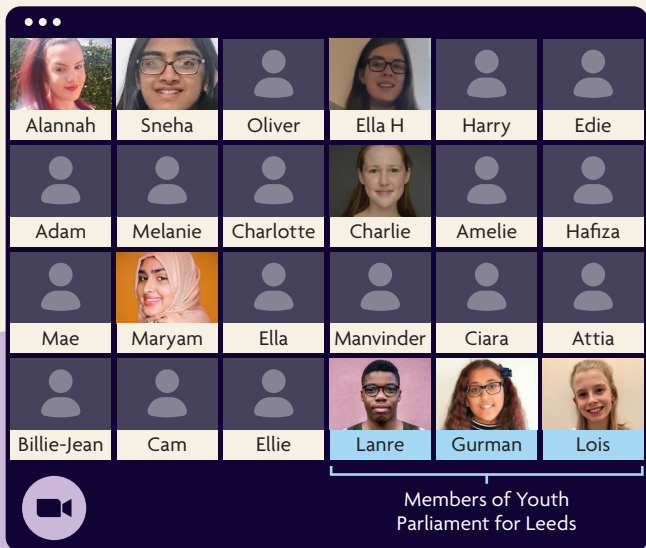 Alannah Sneha Oliver Ella H Harry Edie
Adam Melanie Charlotte Charlie Amelie Hafiza
Mae Maryam Ella Manvinder Ciara Attia
Billie-Jean Cam Ellie Lanre Gurman Lois
Members of Youth
Parliament for Leeds